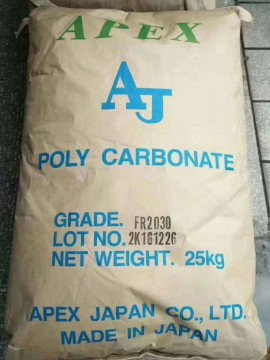 APEX
AJ
POLY CARBONATE
GRADE. FR2030
LOT NO. 2K161226
NET WEIGHT. 25kg
APEX JAPAN CO., LTD.
MADE IN JAPAN